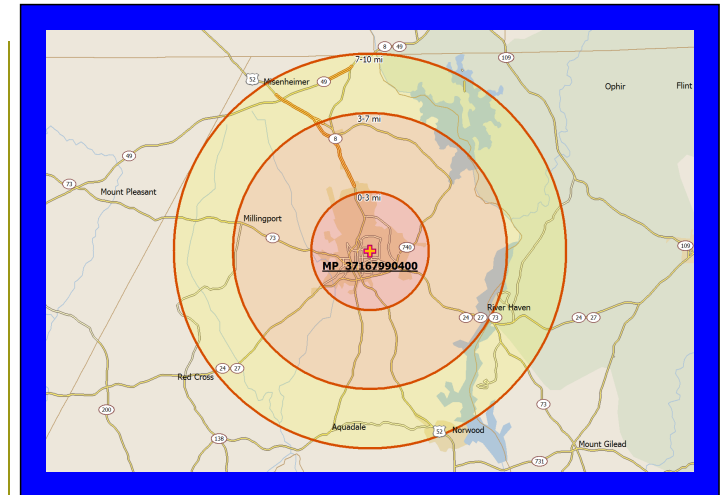 8 49
7-10 mi
109
52 Misenheimer 49
Ophir
Flint
3-7 mi
8
49
73
Mount Pleasant
0-3 mi
Millingport
73
740
109
MP_37167990400
River Haven
24 27 73
24 27
24 27
Red Cross
200
73
Aquadale
52 Norwood
138
Mount Gilead
731